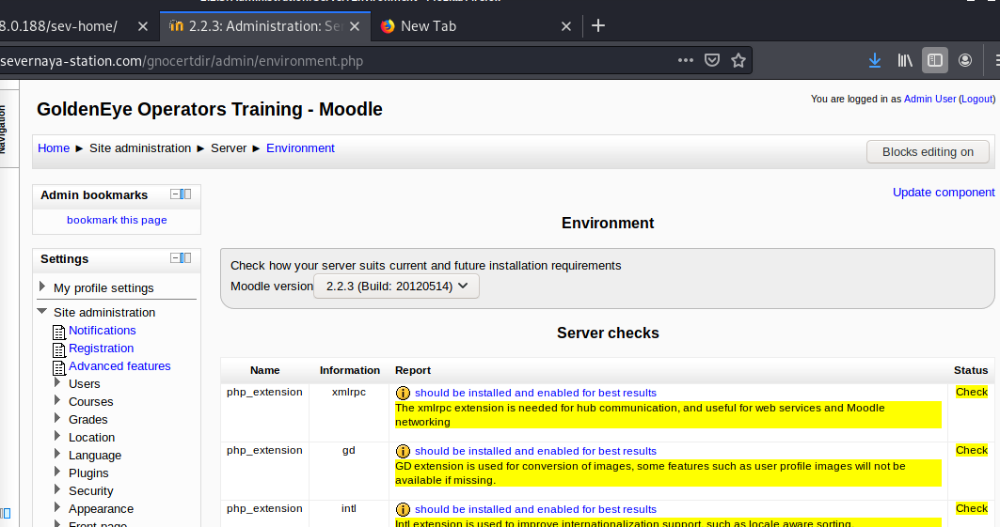 8.0.188/sev-home/
2.2.3: Administration: Se
New Tab
severnaya-station.com/gnocertdir/admin/environment.php
Navigation
GoldenEye Operators Training - Moodle
You are logged in as Admin User (Logout)
Home ► Site administration ► Server ► Environment
Blocks editing on
Admin bookmarks
bookmark this page
Settings
My profile settings
Site administration
Notifications
Registration
Advanced features
Users
Courses
Grades
Location
Language
Plugins
Security
Appearance
Front page
Update component
Environment
Check how your server suits current and future installation requirements
Moodle version 2.2.3 (Build: 20120514)
Server checks
Name Information Report Status
php_extension xmlrpc should be installed and enabled for best results Check
The xmlrpc extension is needed for hub communication, and useful for web services and Moodle
networking
php_extension gd should be installed and enabled for best results Check
GD extension is used for conversion of images, some features such as user profile images will not be
available if missing.
php_extension intl should be installed and enabled for best results Check
Intl extension is used to improve internationalization support, such as locale aware sorting.